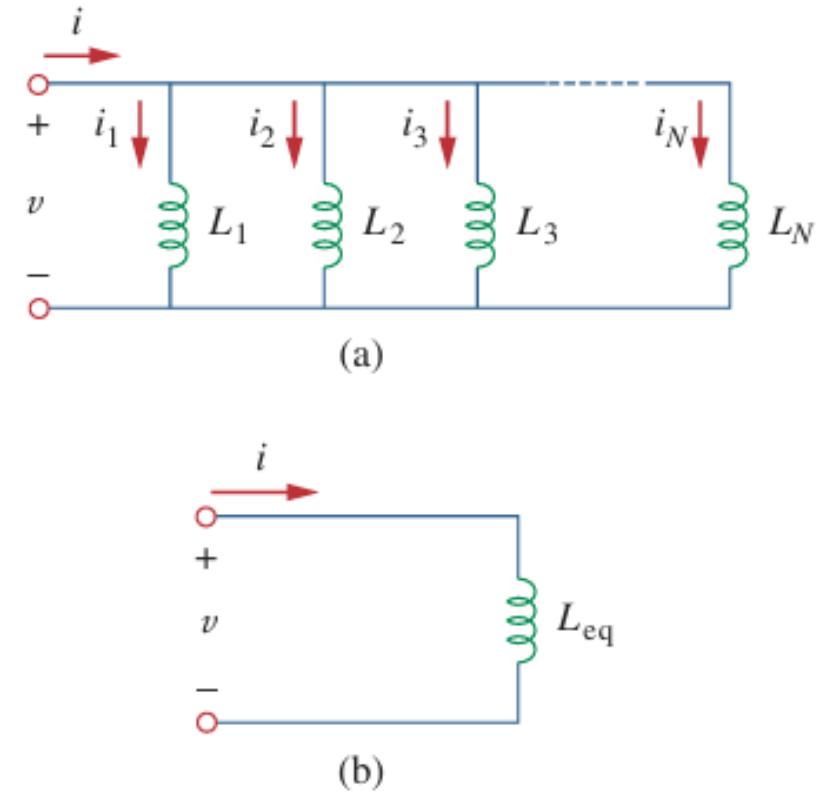 i
+ i1 i2 i3 iN
v L1 L2 L3 LN
−
(a)
i
+
v Leq
−
(b)